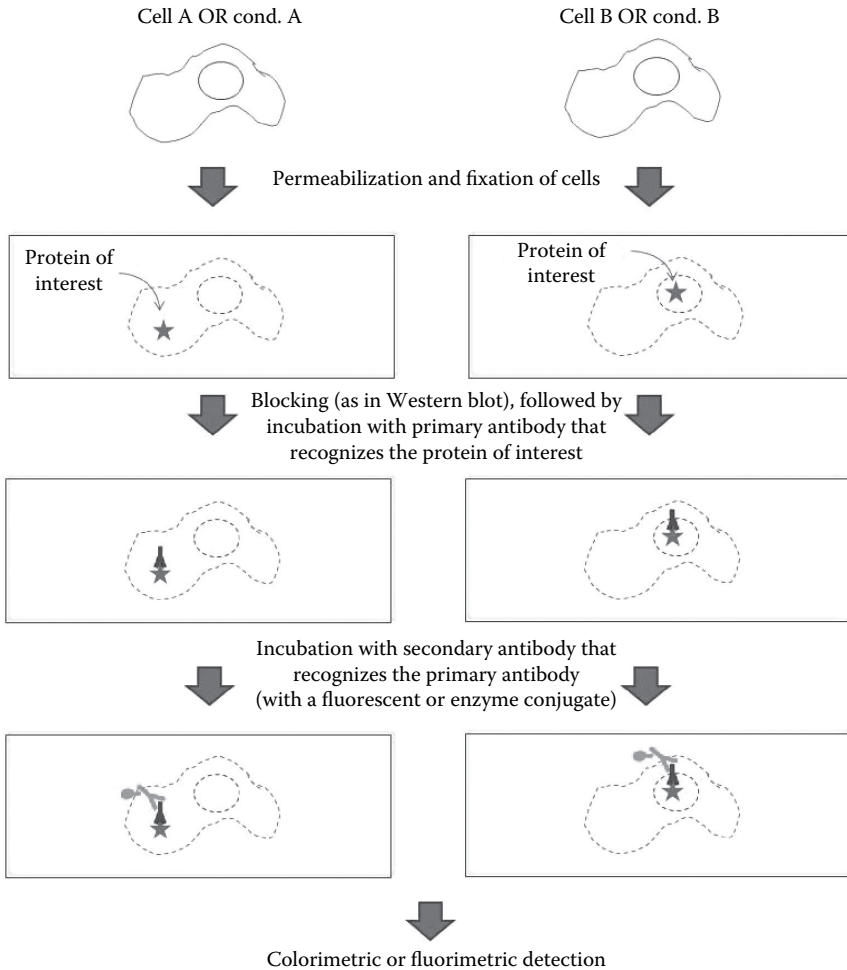 Cell A OR cond. A
Cell B OR cond. B
Permeabilization and fixation of cells
Protein of
interest
Protein of
interest
Blocking (as in Western blot), followed by
incubation with primary antibody that
recognizes the protein of interest
Incubation with secondary antibody that
recognizes the primary antibody
(with a fluorescent or enzyme conjugate)
Colorimetric or fluorimetric detection